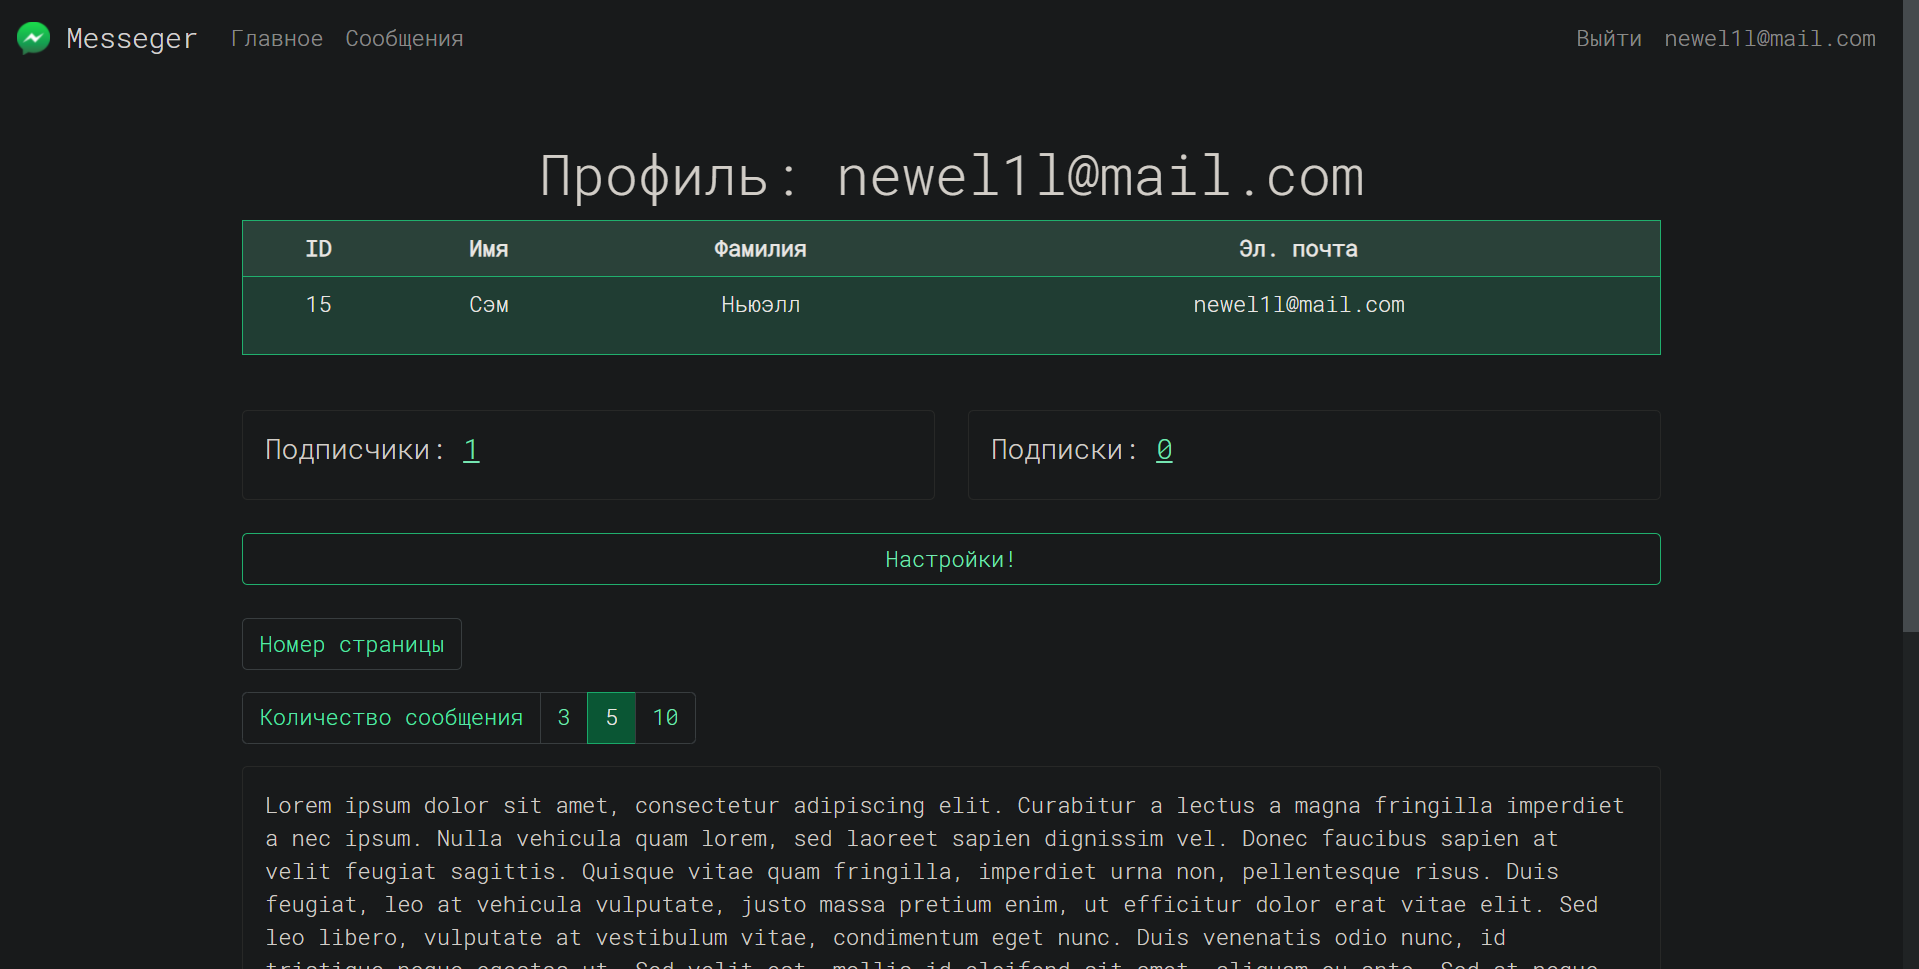 Messeger Главное Сообщения Выйти newel1l@mail.com
Профиль: newel1l@mail.com
ID Имя Фамилия Эл. почта
15 Сэм Ньюэлл newel1l@mail.com
Подписчики: 1 Подписки: 0
Настройки!
Номер страницы
Количество сообщения 3 5 10
Lorem ipsum dolor sit amet, consectetur adipiscing elit. Curabitur a lectus a magna fringilla imperdiet
a nec ipsum. Nulla vehicula quam lorem, sed laoreet sapien dignissim vel. Donec faucibus sapien at
velit feugiat sagittis. Quisque vitae quam fringilla, imperdiet urna non, pellentesque risus. Duis
feugiat, leo at vehicula vulputate, justo massa pretium enim, ut efficitur dolor erat vitae elit. Sed
leo libero, vulputate at vestibulum vitae, condimentum eget nunc. Duis venenatis odio nunc, id